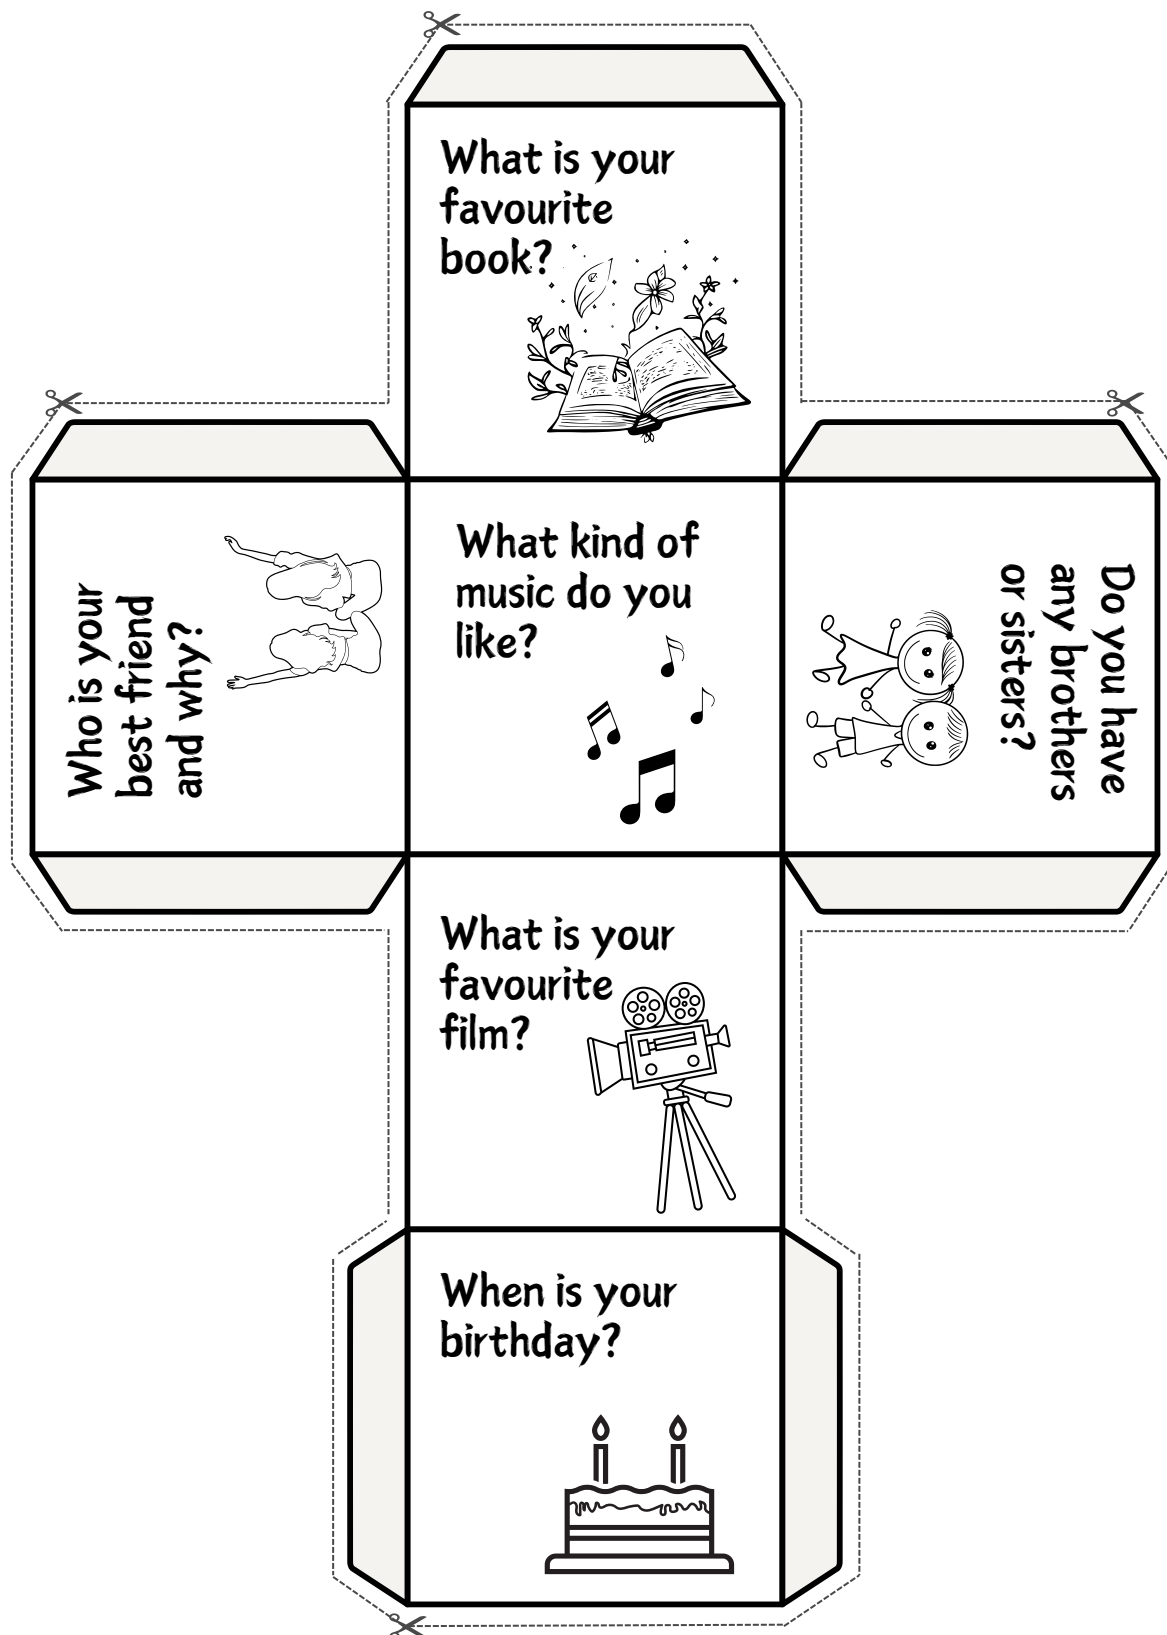 What is your
favourite
book?
Who is your
best friend
and why?
What kind of
music do you
like?
Do you have
any brothers
or sisters?
What is your
favourite
film?
When is your
birthday?